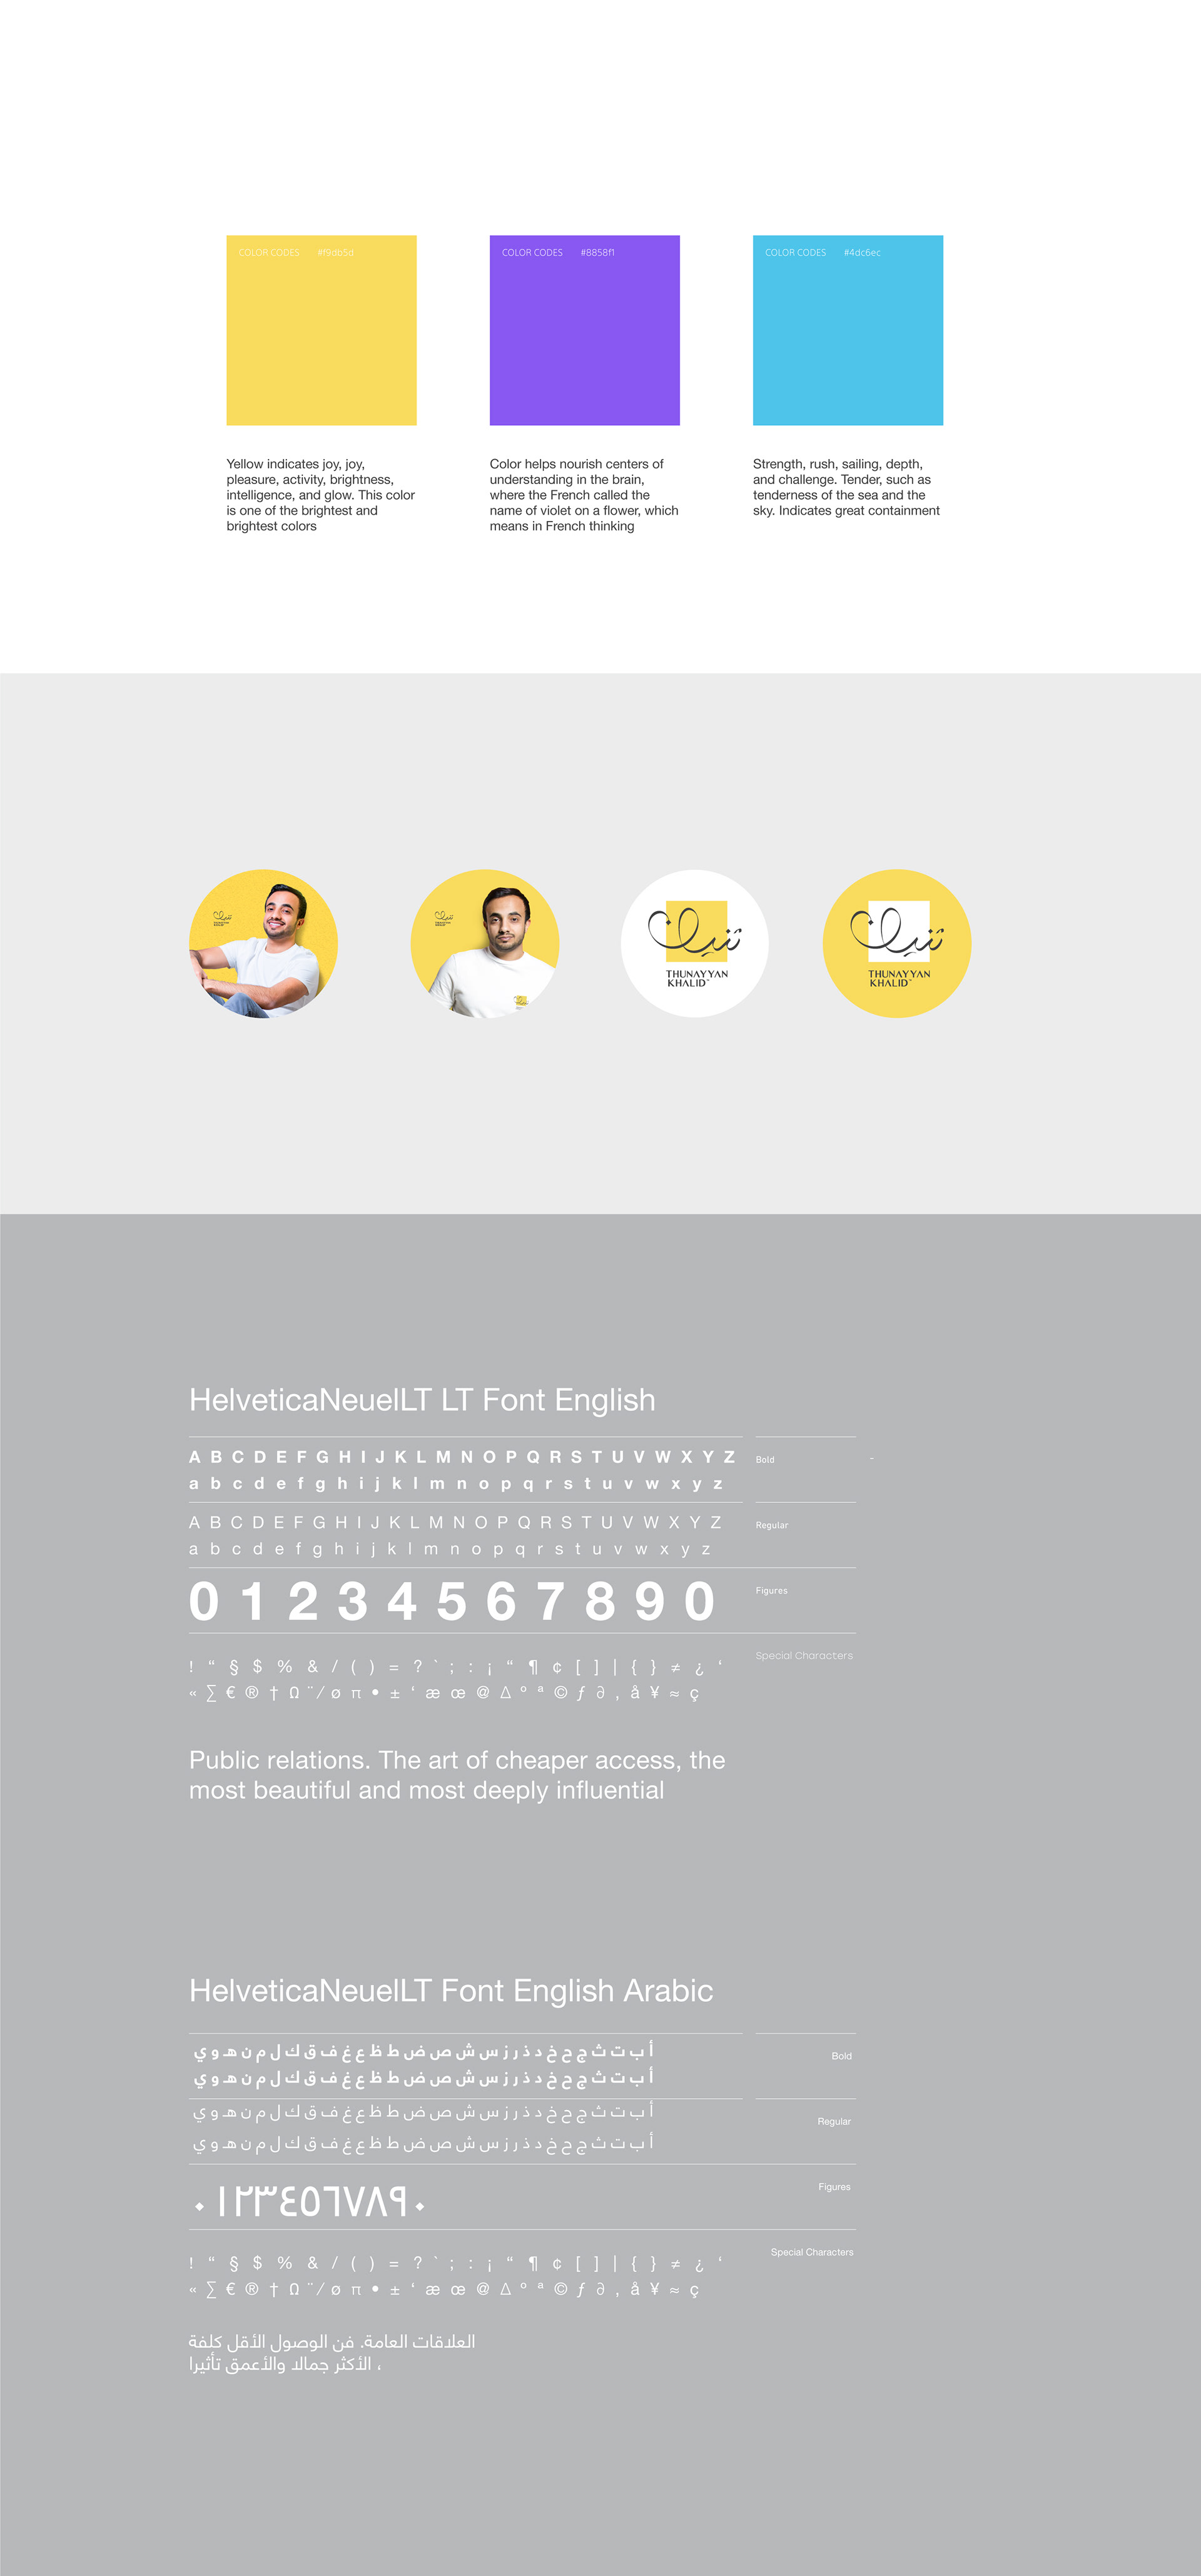 COLOR CODES #f9db5d
Yellow indicates joy, joy,
pleasure, activity, brightness,
intelligence, and glow. This color
is one of the brightest and
brightest colors
COLOR CODES #8858f1
Color helps nourish centers of
understanding in the brain,
where the French called the
name of violet on a flower, which
means in French thinking
COLOR CODES #4dc6ec
Strength, rush, sailing, depth,
and challenge. Tender, such as
tenderness of the sea and the
sky. Indicates great containment
THUNAYYAN
KHALID
THUNAYYAN
KHALID
THUNAYYAN
KHALID™
THUNAYYAN
KHALID™
HelveticaNeuelLT LT Font English
A B C D E F G H I J K L M N O P Q R S T U V W X Y Z
Bold
-
a b c d e f g h i j k l m n o p q r s t u v w x y z
A B C D E F G H I J K L M N O P Q R S T U V W X Y Z
Regular
a b c d e f g h i j k l m n o p q r s t u v w x y z
0 1 2 3 4 5 6 7 8 9 0
Figures
Special Characters
! “ § $ % & / ( ) = ? ` ; : ¡ “ ¶ ¢ [ ] | { } ≠ ¿ ‘
« ∑ € ® † Ω ¨ / ø π • ± ‘ æ œ @ ∆ º ª © ƒ ∂ , å ¥ ≈ ç
Public relations. The art of cheaper access, the
most beautiful and most deeply influential
HelveticaNeuelLT Font English Arabic
أ ب ت ث ج ح خ د ذ ر ز س ش ص ض ط ظ ع غ ف ق ك ل م ن هـ و ي
Bold
أ ب ت ث ج ح خ د ذ ر ز س ش ص ض ط ظ ع غ ف ق ك ل م ن هـ و ي
أ ب ت ث ج ح خ د ذ ر ز س ش ص ض ط ظ ع غ ف ق ك ل م ن هـ و ي
Regular
أ ب ت ث ج ح خ د ذ ر ز س ش ص ض ط ظ ع غ ف ق ك ل م ن هـ و ي
٠١٢٣٤٥٦٧٨٩٠
Figures
Special Characters
! “ § $ % & / ( ) = ? ` ; : ¡ “ ¶ ¢ [ ] | { } ≠ ¿ ‘
« ∑ € ® † Ω ¨ / ø π • ± ‘ æ œ @ ∆ º ª © ƒ ∂ , å ¥ ≈ ç
العلاقات العامة. فن الوصول الأقل كلفة
، الأكثر جمالا والأعمق تأثيرا